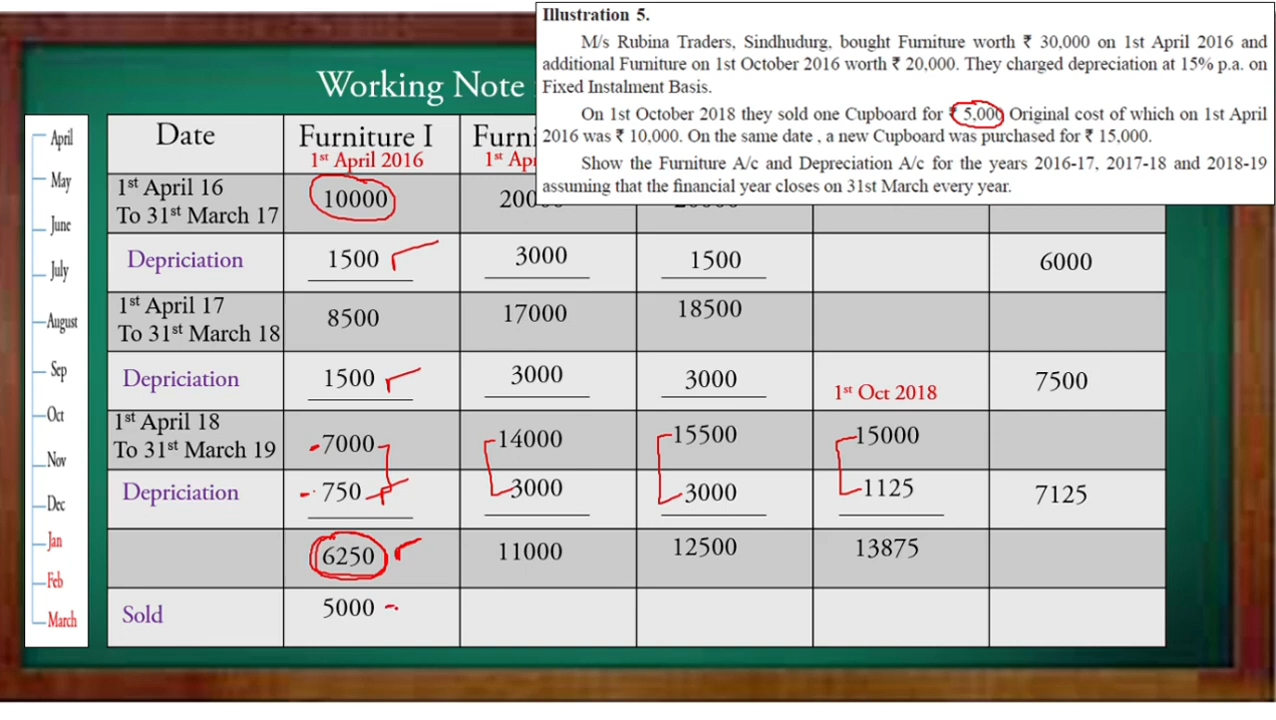 Illustration 5.
M/s Rubina Traders, Sindhudurg, bought Furniture worth ₹ 30,000 on 1st April 2016 and
additional Furniture on 1st October 2016 worth ₹ 20,000. They charged depreciation at 15% p.a. on
Fixed Instalment Basis.
On 1st October 2018 they sold one Cupboard for ₹ 5,000 Original cost of which on 1st April
2016 was ₹ 10,000. On the same date , a new Cupboard was purchased for ₹ 15,000.
Show the Furniture A/c and Depreciation A/c for the years 2016-17, 2017-18 and 2018-19
assuming that the financial year closes on 31st March every year.
Working Note
April
May
June
July
August
Sep
Oct
Nov
Dec
Jan
Feb
March
Date Furniture I
1st April 2016
1st April 16
To 31st March 17 10000
Depriciation 1500 3000 1500 6000
1st April 17
To 31st March 18 8500 17000 18500
Depriciation 1500 3000 3000 7500
1st Oct 2018
1st April 18
To 31st March 19 7000 14000 15500 15000
Depriciation 750 3000 3000 1125 7125
6250 11000 12500 13875
Sold 5000